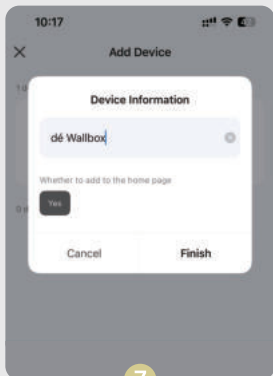 10:17
Add Device
Device Information
dé Wallbox
Whether to add to the home page
Yes
Cancel
Finish
7